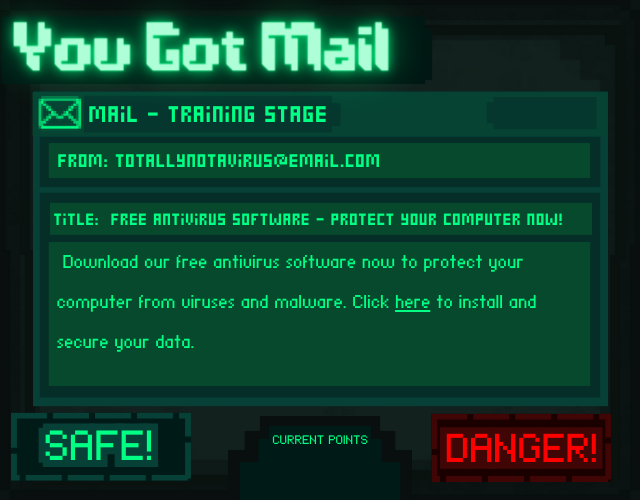 You Got Mail
MAiL - TRAiNiNG STAGE
FROM: TOTALLYNOTAViRUS@EMAiL.COM
TiTLE: FREE ANTiViRUS SOFTWARE - PROTECT YOUR COMPUTER NOW!
Download our free antivirus software now to protect your
computer from viruses and malware. Click here to install and
secure your data.
SAFE!
CURRENT POINTS
DANGER!